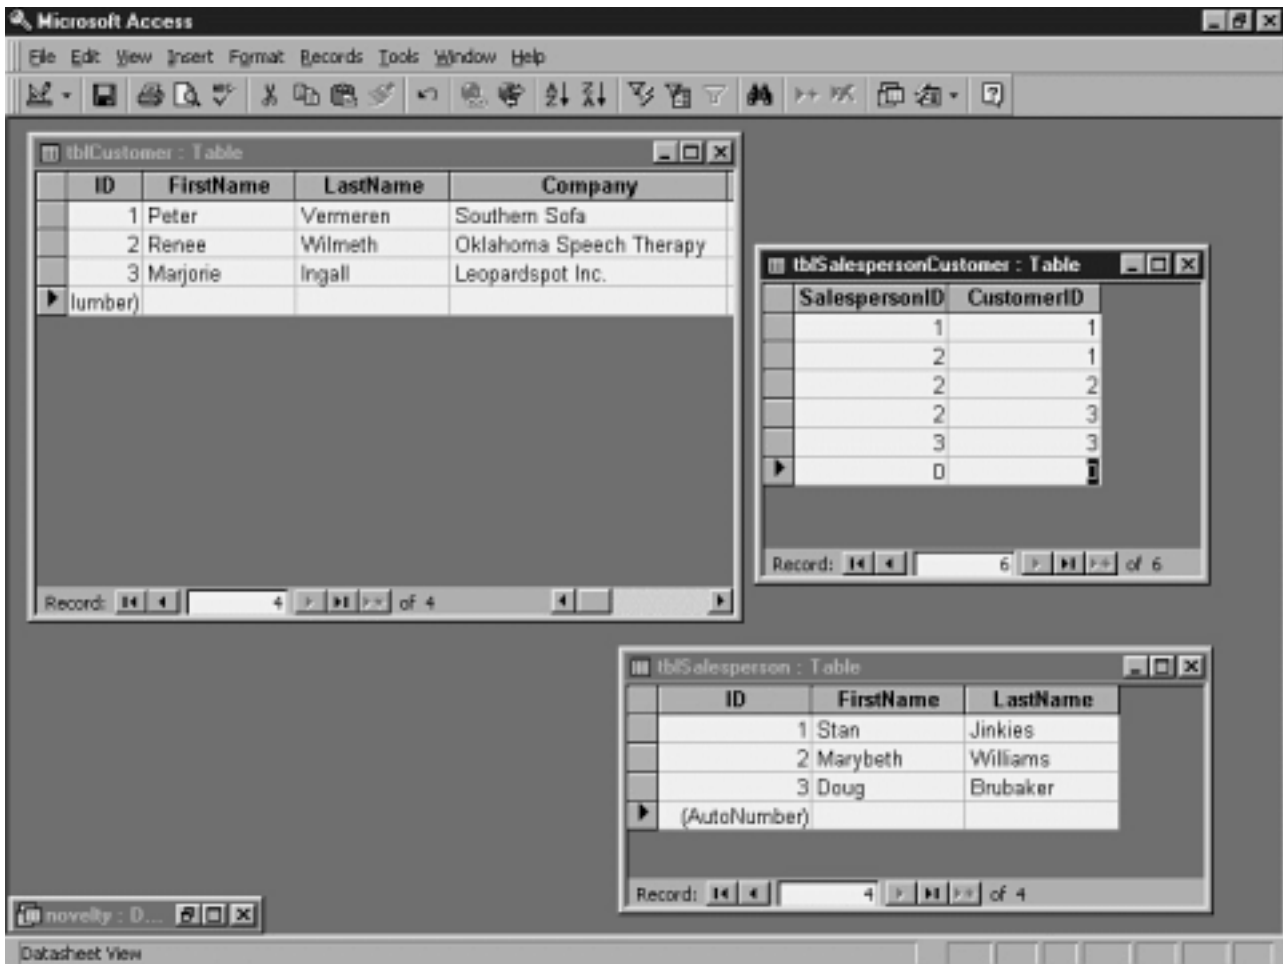 Microsoft Access
File Edit View Insert Format Records Tools Window Help
tblCustomer : Table
ID FirstName LastName Company
1 Peter Vermeren Southern Sofa
2 Renee Wilmeth Oklahoma Speech Therapy
3 Marjorie Ingall Leopardspot Inc.
lumber)
Record: 4 of 4
tblSalespersonCustomer : Table
SalespersonID CustomerID
1 1
2 1
2 2
2 3
3 3
0
Record: 6 of 6
tblSalesperson : Table
ID FirstName LastName
1 Stan Jinkies
2 Marybeth Williams
3 Doug Brubaker
(AutoNumber)
Record: 4 of 4
novelty : D...
Datasheet View